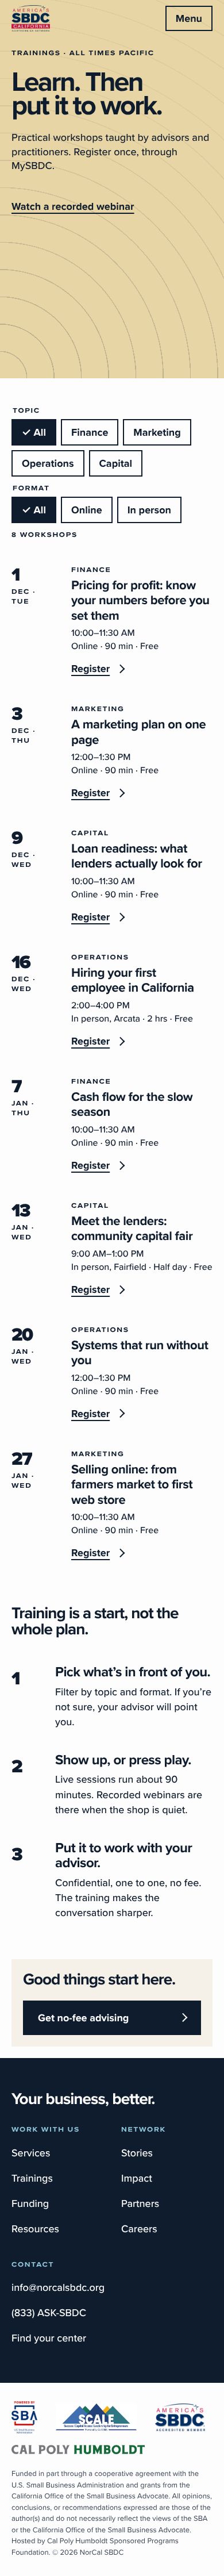 AMERICA'S
SBDC
CALIFORNIA
Menu
TRAININGS · ALL TIMES PACIFIC
Learn. Then
put it to work.
Practical workshops taught by advisors and
practitioners. Register once, through
MySBDC.
Watch a recorded webinar
TOPIC
✓ All
Finance
Marketing
Operations
Capital
FORMAT
✓ All
Online
In person
8 WORKSHOPS
1
DEC ·
TUE
FINANCE
Pricing for profit: know
your numbers before you
set them
10:00–11:30 AM
Online · 90 min · Free
Register
3
DEC ·
THU
MARKETING
A marketing plan on one
page
12:00–1:30 PM
Online · 90 min · Free
Register
9
DEC ·
WED
CAPITAL
Loan readiness: what
lenders actually look for
10:00–11:30 AM
Online · 90 min · Free
Register
16
DEC ·
WED
OPERATIONS
Hiring your first
employee in California
2:00–4:00 PM
In person, Arcata · 2 hrs · Free
Register
7
JAN ·
THU
FINANCE
Cash flow for the slow
season
10:00–11:30 AM
Online · 90 min · Free
Register
13
JAN ·
WED
CAPITAL
Meet the lenders:
community capital fair
9:00 AM–1:00 PM
In person, Fairfield · Half day · Free
Register
20
JAN ·
WED
OPERATIONS
Systems that run without
you
12:00–1:30 PM
Online · 90 min · Free
Register
27
JAN ·
WED
MARKETING
Selling online: from
farmers market to first
web store
10:00–11:30 AM
Online · 90 min · Free
Register
Training is a start, not the
whole plan.
1
Pick what's in front of you.
Filter by topic and format. If you're
not sure, your advisor will point
you.
2
Show up, or press play.
Live sessions run about 90
minutes. Recorded webinars are
there when the shop is quiet.
3
Put it to work with your
advisor.
Confidential, one to one, no fee.
The training makes the
conversation sharper.
Good things start here.
Get no-fee advising
Your business, better.
WORK WITH US
NETWORK
Services
Stories
Trainings
Impact
Funding
Partners
Resources
Careers
CONTACT
info@norcalsbdc.org
(833) ASK-SBDC
Find your center
POWERED BY
SBA
SCALE
AMERICA'S
SBDC
ACCREDITED MEMBER
CAL POLY HUMBOLDT
Funded in part through a cooperative agreement with the
U.S. Small Business Administration and grants from the
California Office of the Small Business Advocate. All opinions,
conclusions, or recommendations expressed are those of the
author(s) and do not necessarily reflect the views of the SBA
or the California Office of the Small Business Advocate.
Hosted by Cal Poly Humboldt Sponsored Programs
Foundation. © 2026 NorCal SBDC